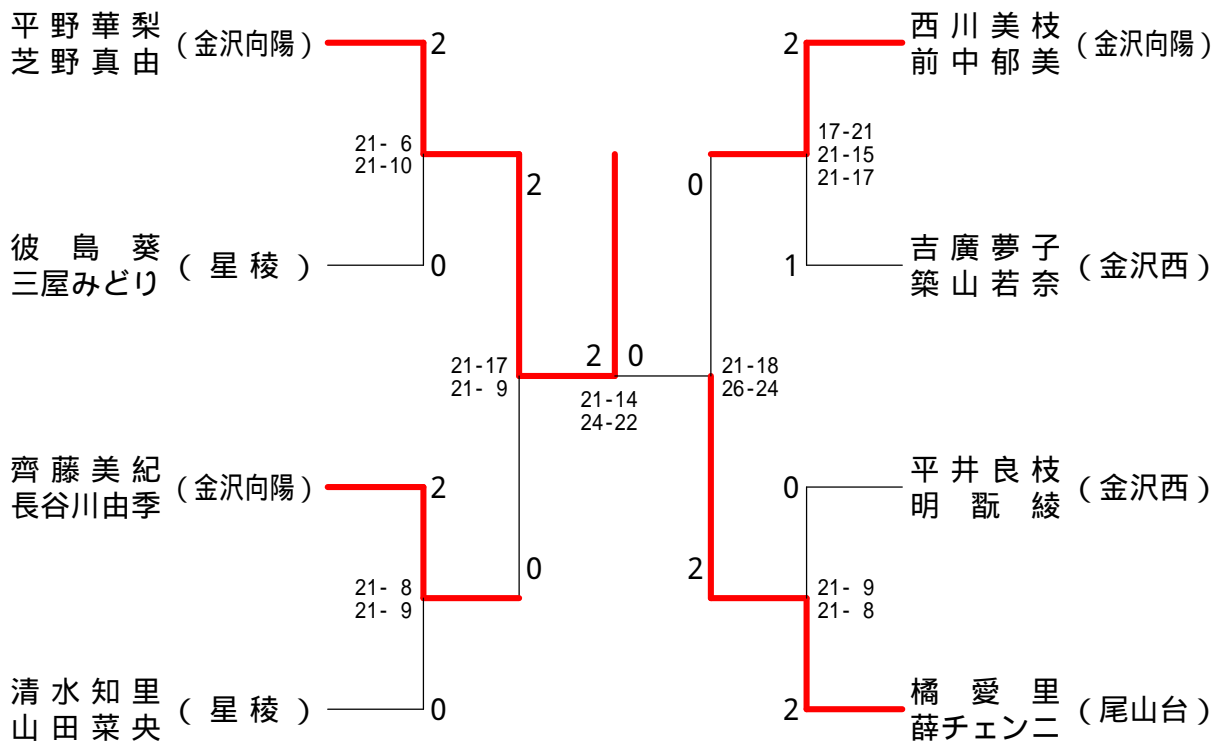 平野華梨
芝野真由
(金沢向陽)
2
21- 6
21-10
彼島葵
三屋みどり
(星稜)
0
2
21-17
21- 9
齊藤美紀
長谷川由季
(金沢向陽)
2
21- 8
21- 9
0
清水知里
山田菜央
(星稜)
0
2 0
21-14
24-22
2
西川美枝
前中郁美
(金沢向陽)
17-21
21-15
21-17
0
1
吉廣夢子
築山若奈
(金沢西)
21-18
26-24
0
平井良枝
明翫綾
(金沢西)
2
21- 9
21- 8
2
橘愛里
薛チェンニ
(尾山台)